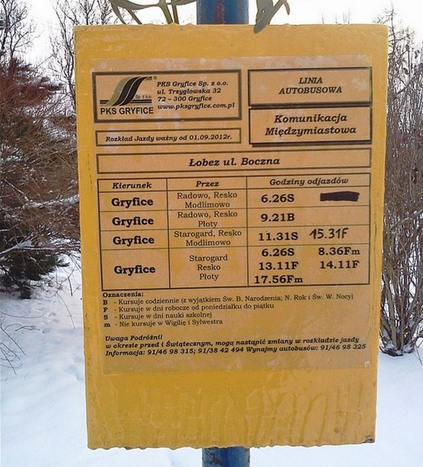 PKS GRYFICE
Sp. z o.o.
PKS Gryfice Sp. z o.o.
ul. Trzygłowska 32
72 - 300 Gryfice
www.pksgryfice.com.pl
LINIA
AUTOBUSOWA
Komunikacja
Międzymiastowa
Rozkład Jazdy ważny od 01.09.2012r.
Łobez ul. Boczna
Kierunek Przez Godziny odjazdów
Gryfice Radowo, Resko Modlimowo 6.26S
Gryfice Radowo, Resko Płoty 9.21B
Gryfice Starogard, Resko Modlimowo 11.31S 15.31F
Gryfice Starogard Resko Płoty 6.26S 8.36Fm
13.11F 14.11F
17.56Fm
Oznaczenia:
B - Kursuje codziennie (z wyjątkiem Św. B. Narodzenia; N. Rok i Św. W. Nocy)
F - Kursuje w dni robocze od poniedziałku do piątku
S - Kursuje w dni nauki szkolnej
m - Nie kursuje w Wigilię i Sylwestra
Uwaga Podróżni!
w okresie przed i Świątecznym, mogą nastąpić zmiany w rozkładzie jazdy
Informacja: 91/46 98 315; 91/38 42 494 Wynajmy autobusów: 91/46 98 325